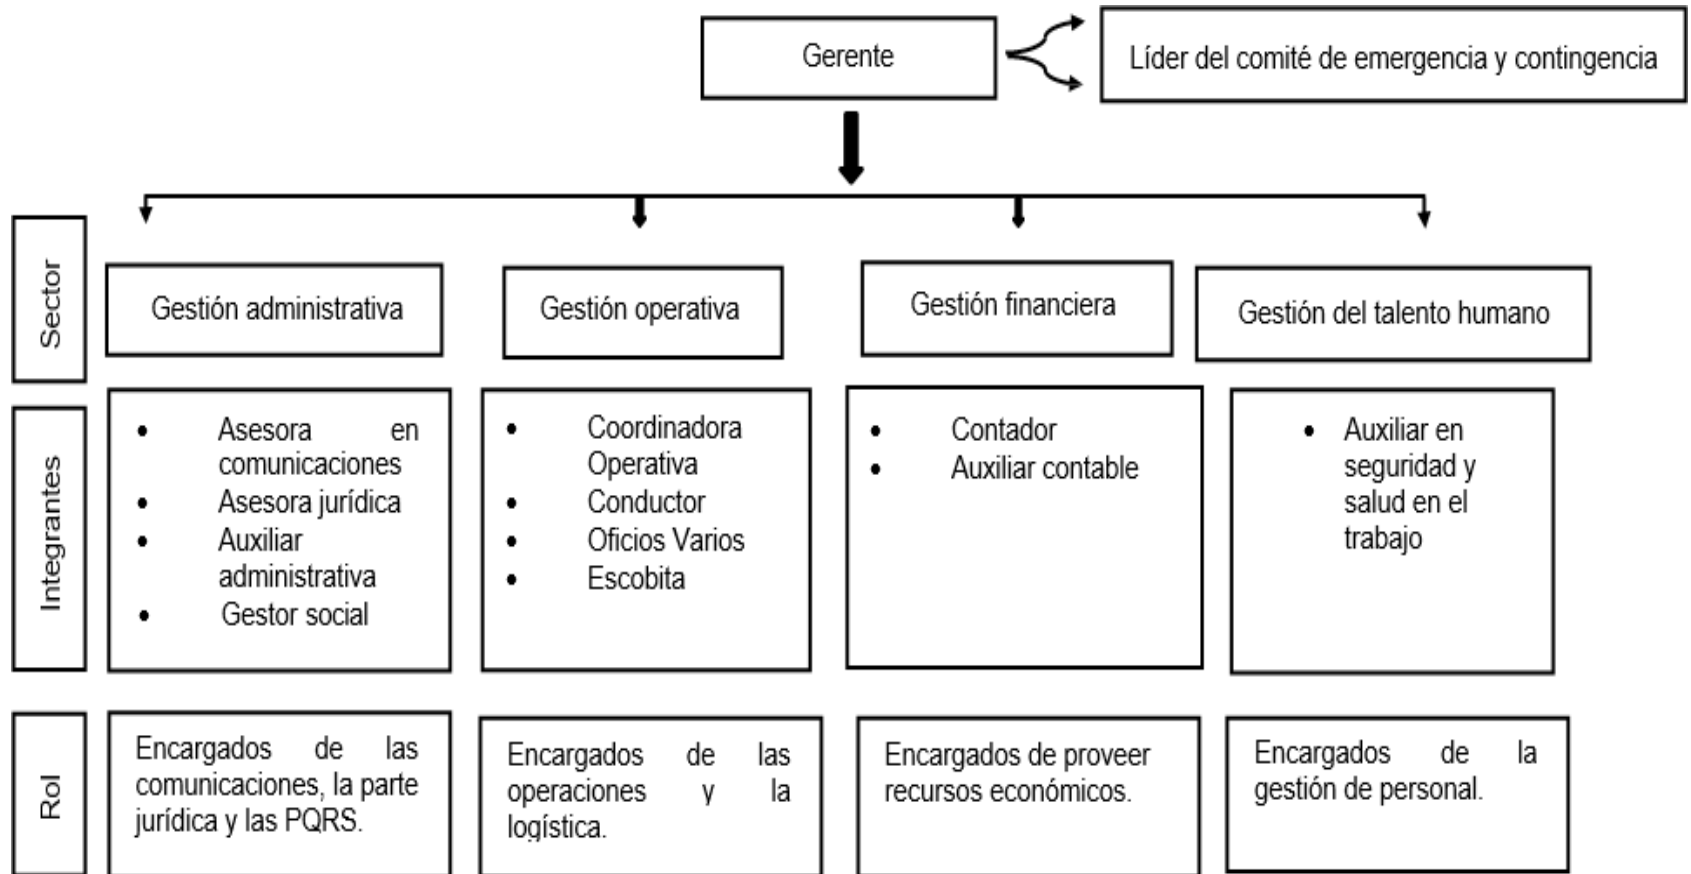 Gerente
Líder del comité de emergencia y contingencia
Sector
Gestión administrativa
Gestión operativa
Gestión financiera
Gestión del talento humano
Integrantes
• Asesora en
comunicaciones
• Asesora jurídica
• Auxiliar
administrativa
• Gestor social
• Coordinadora
Operativa
• Conductor
• Oficios Varios
• Escobita
• Contador
• Auxiliar contable
• Auxiliar en
seguridad y
salud en el
trabajo
Rol
Encargados de las
comunicaciones, la parte
jurídica y las PQRS.
Encargados de las
operaciones y la
logística.
Encargados de proveer
recursos económicos.
Encargados de la
gestión de personal.